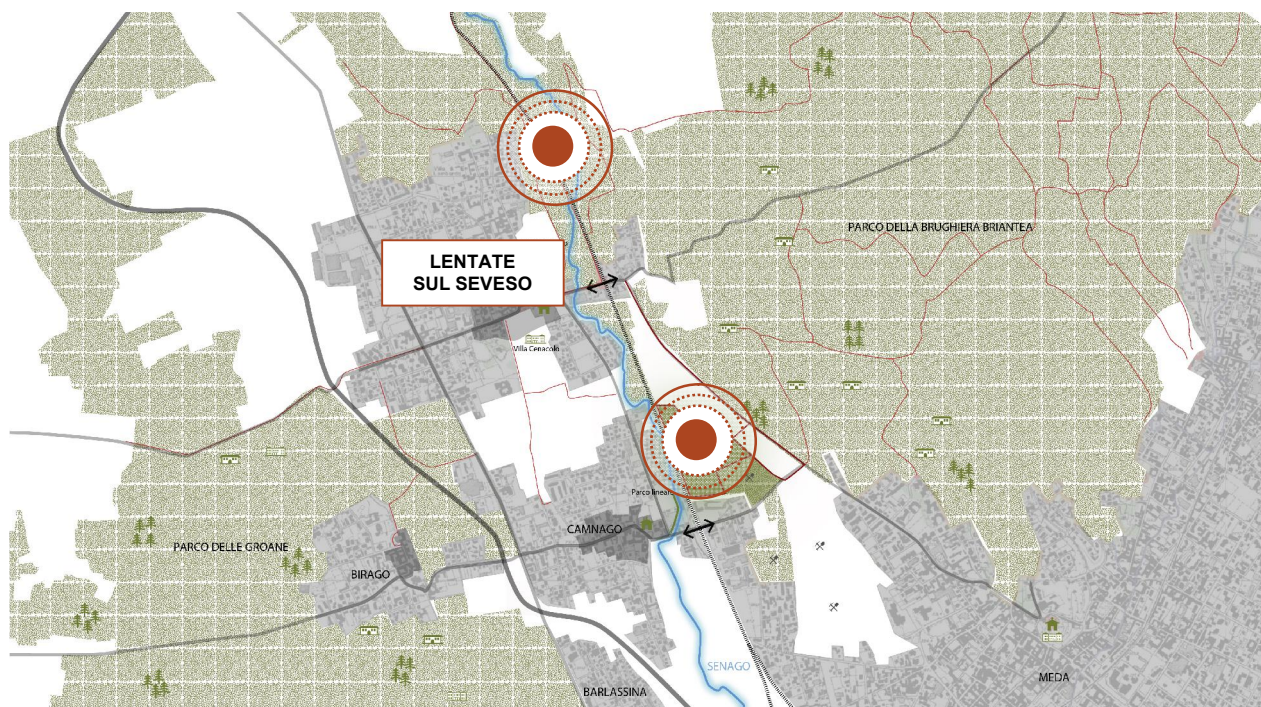 PARCO DELLA BRUGHIERA BRIANTEA
LENTATE
SUL SEVESO
Villa Cenacolo
Parco lineare
CAMNAGO
PARCO DELLE GROANE
BIRAGO
SENAGO
MEDA
BARLASSINA